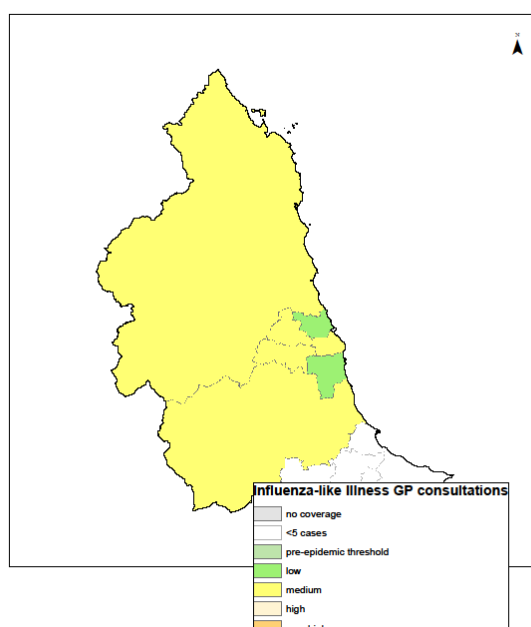 N
Influenza-like Illness GP consultations
no coverage
<5 cases
pre-epidemic threshold
low
medium
high